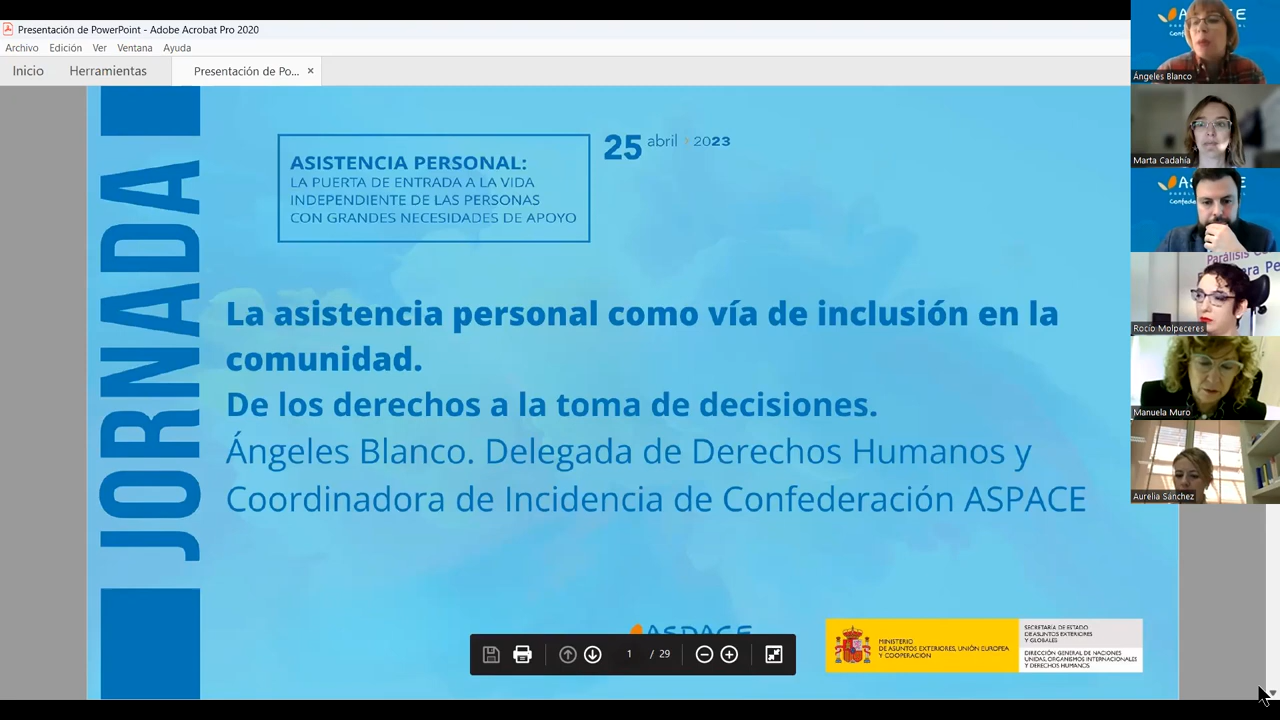 Presentación de PowerPoint - Adobe Acrobat Pro 2020
Archivo Edición Ver Ventana Ayuda
Inicio Herramientas Presentación de Po... ×
JORNADA
ASISTENCIA PERSONAL:
LA PUERTA DE ENTRADA A LA VIDA
INDEPENDIENTE DE LAS PERSONAS
CON GRANDES NECESIDADES DE APOYO
25 abril 2023
La asistencia personal como vía de inclusión en la
comunidad.
De los derechos a la toma de decisiones.
Ángeles Blanco. Delegada de Derechos Humanos y
Coordinadora de Incidencia de Confederación ASPACE
ASPACE
1 / 29
MINISTERIO
DE ASUNTOS EXTERIORES, UNIÓN EUROPEA
Y COOPERACIÓN
SECRETARÍA DE ESTADO
DE ASUNTOS EXTERIORES
Y GLOBALES
DIRECCIÓN GENERAL DE NACIONES
UNIDAS, ORGANISMOS INTERNACIONALES
Y DERECHOS HUMANOS
Ángeles Blanco
Marta Cadahía
Rocío Molpeceres
Manuela Muro
Aurelia Sánchez